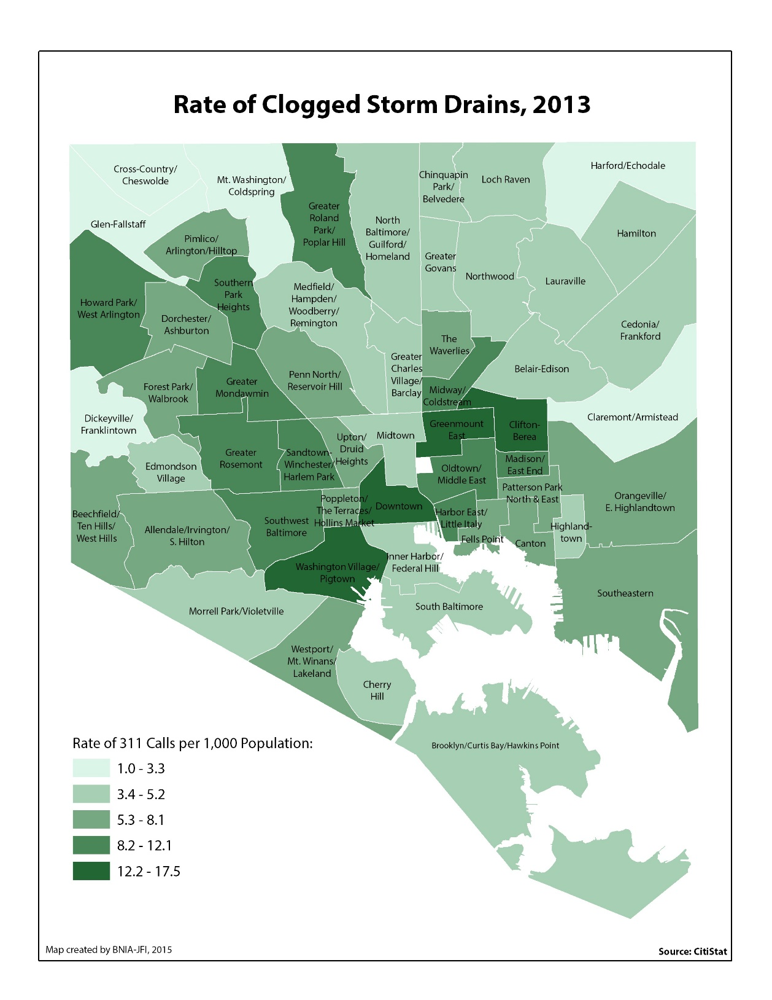 Rate of Clogged Storm Drains, 2013
Cross-Country/
Cheswolde
Mt. Washington/
Coldspring
Greater
Roland
Park/
Poplar Hill
Chinquapin
Park/
Belvedere
Loch Raven
Harford/Echodale
Glen-Fallstaff
Pimlico/
Arlington/Hilltop
North
Baltimore/
Guilford/
Homeland
Greater
Govans
Northwood
Lauraville
Hamilton
Howard Park/
West Arlington
Southern
Park
Heights
Dorchester/
Ashburton
Medfield/
Hampden/
Woodberry/
Remington
Cedonia/
Frankford
The
Waverlies
Greater
Charles
Village/
Barclay
Belair-Edison
Forest Park/
Walbrook
Greater
Mondawmin
Penn North/
Reservoir Hill
Midway/
Coldstream
Dickeyville/
Franklintown
Claremont/Armistead
Greenmount
East
Clifton-
Berea
Midtown
Upton/
Druid
Heights
Greater
Rosemont
Sandtown-
Winchester/
Harlem Park
Edmondson
Village
Oldtown/
Middle East
Madison/
East End
Patterson Park
North & East
Orangeville/
E. Highlandtown
Beechfield/
Ten Hills/
West Hills
Allendale/Irvington/
S. Hilton
Southwest
Baltimore
Poppleton/
The Terraces/
Hollins Market
Downtown
Harbor East/
Little Italy
Fells Point
Canton
Highland-
town
Washington Village/
Pigtown
Inner Harbor/
Federal Hill
Southeastern
Morrell Park/Violetville
South Baltimore
Westport/
Mt. Winans/
Lakeland
Cherry
Hill
Brooklyn/Curtis Bay/Hawkins Point
Rate of 311 Calls per 1,000 Population:
1.0 - 3.3
3.4 - 5.2
5.3 - 8.1
8.2 - 12.1
12.2 - 17.5
Map created by BNIA-JFI, 2015
Source: CitiStat